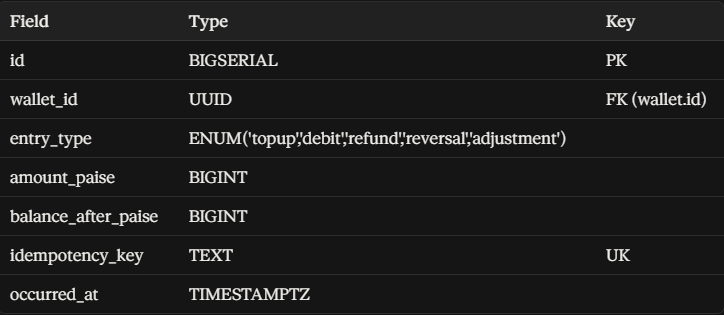 Field Type Key
id BIGSERIAL PK
wallet_id UUID FK (wallet.id)
entry_type ENUM('topup','debit','refund','reversal','adjustment')
amount_paise BIGINT
balance_after_paise BIGINT
idempotency_key TEXT UK
occurred_at TIMESTAMPTZ